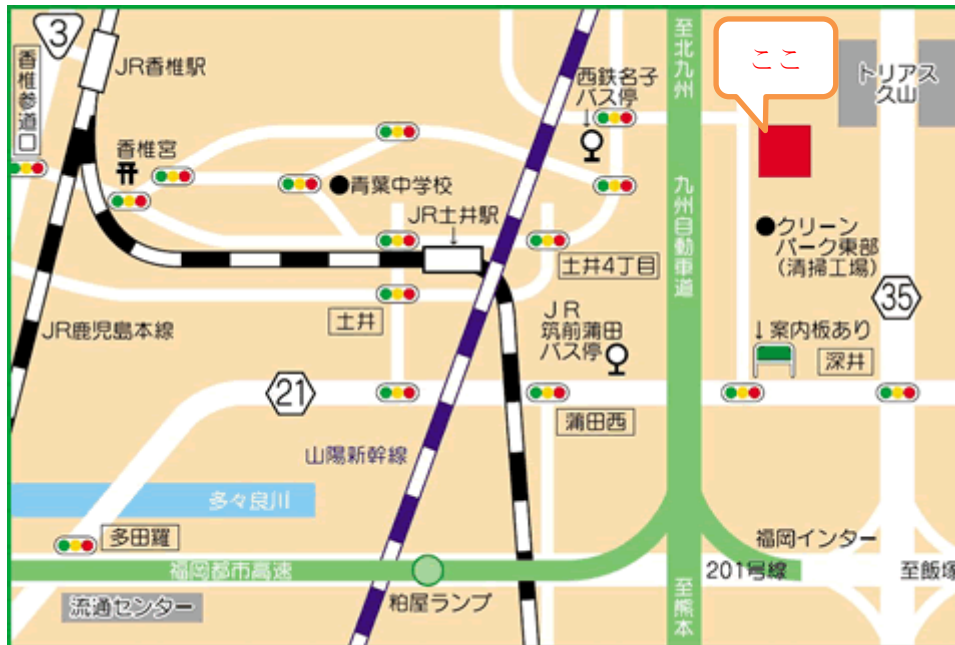 3
香椎参道口
JR香椎駅
香椎宮
青葉中学校
JR土井駅
西鉄名子
バス停
至北九州
ここ
トリアス
久山
九州自動車道
クリーン
パーク東部
(清掃工場)
35
土井4丁目
土井
JR鹿児島本線
JR
筑前蒲田
バス停
↓案内板あり
深井
21
蒲田西
山陽新幹線
多々良川
多田羅
福岡インター
福岡都市高速
201号線
至飯塚
流通センター
粕屋ランプ
至熊本